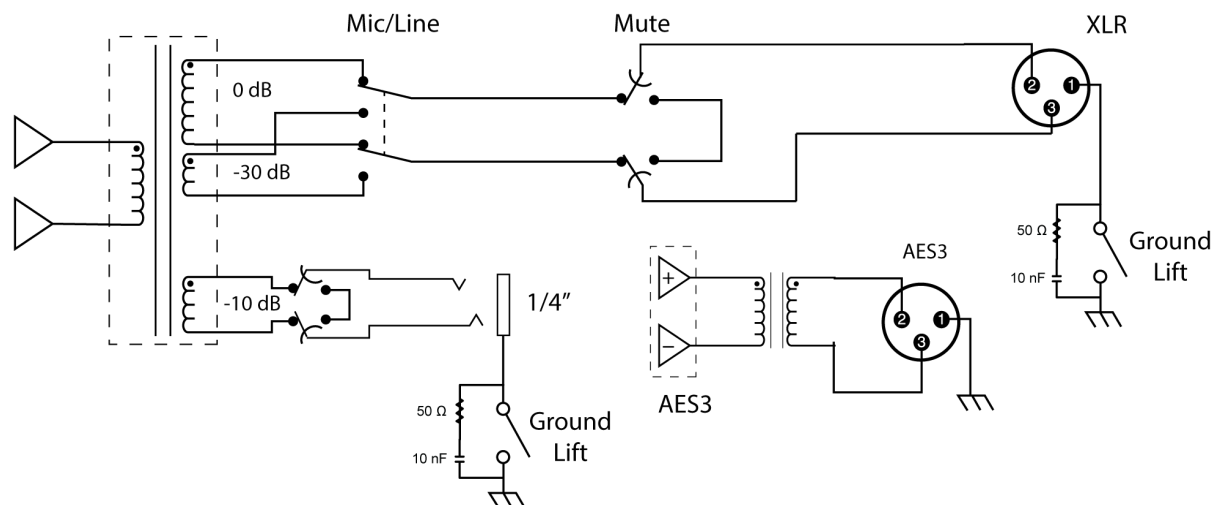 Mic/Line
Mute
XLR
0 dB
-30 dB
2
1
3
50 Ω
10 nF
Ground
Lift
-10 dB
1/4”
+
−
AES3
AES3
2
1
3
50 Ω
10 nF
Ground
Lift